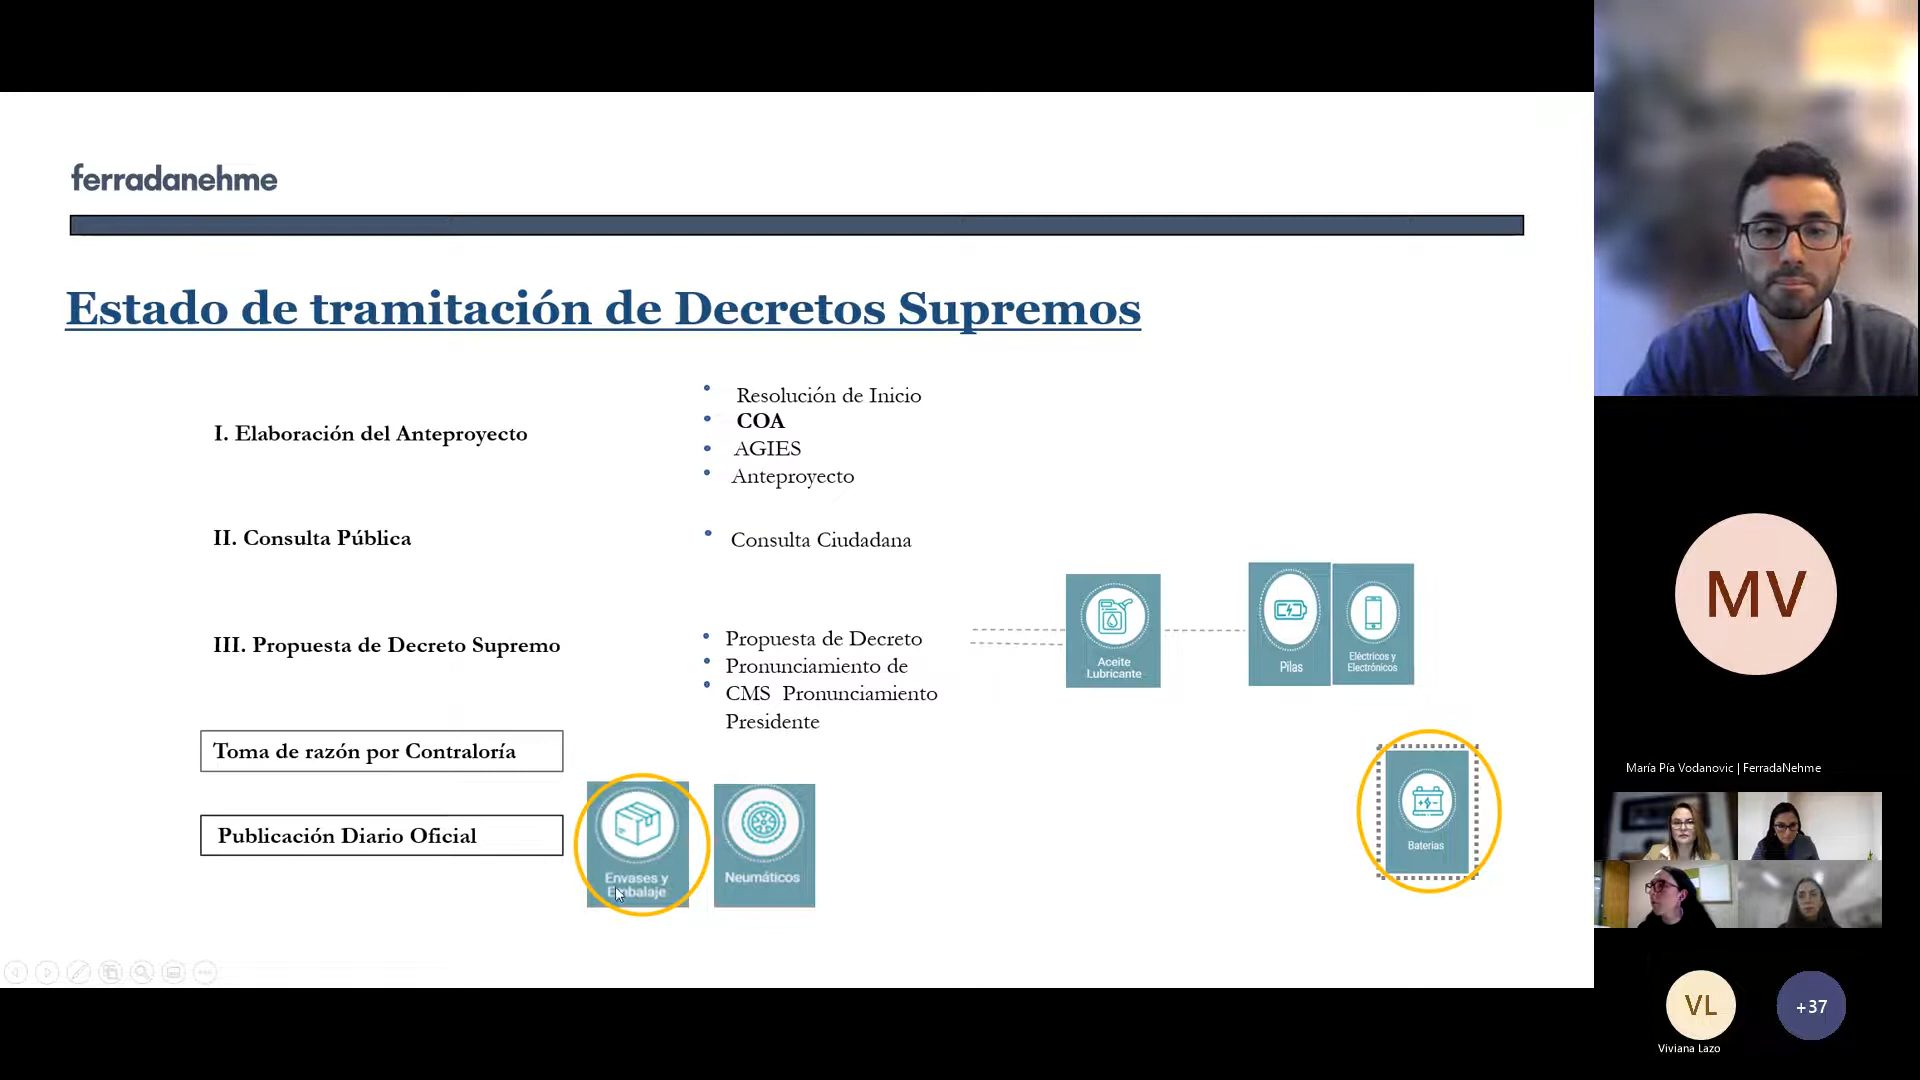 ferradanehme
Estado de tramitación de Decretos Supremos
I. Elaboración del Anteproyecto
Resolución de Inicio
COA
AGIES
Anteproyecto
II. Consulta Pública
Consulta Ciudadana
III. Propuesta de Decreto Supremo
Propuesta de Decreto
Pronunciamiento de
CMS Pronunciamiento
Presidente
Aceite
Lubricante
Pilas
Eléctricos y
Electrónicos
Toma de razón por Contraloría
Publicación Diario Oficial
Envases y
Embalaje
Neumáticos
Baterias
MV
María Pía Vodanovic | FerradaNehme
VL
+37
Viviana Lazo